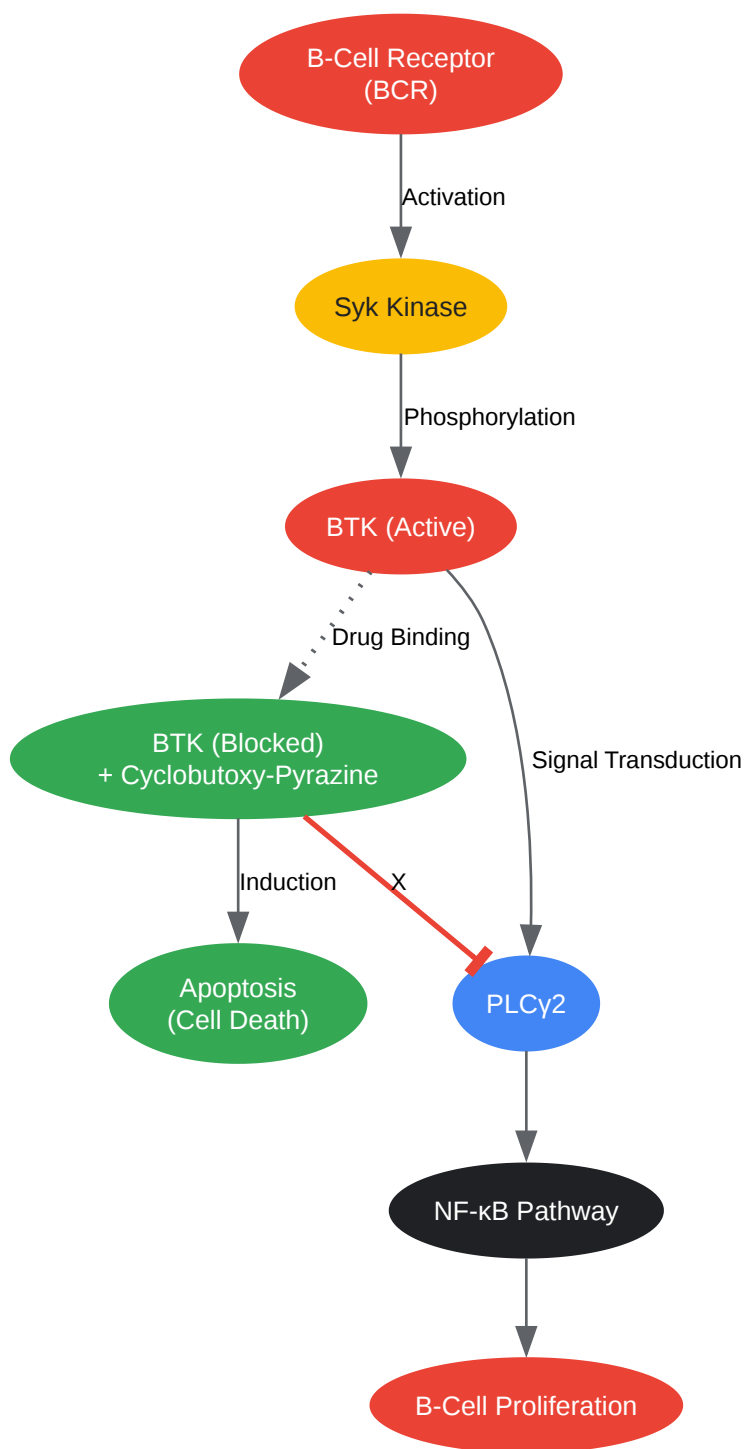 B-Cell Receptor
(BCR)
Activation
Syk Kinase
Phosphorylation
BTK (Active)
Drug Binding
BTK (Blocked)
+ Cyclobutoxy-Pyrazine
Signal Transduction
Induction
X
Apoptosis
(Cell Death)
PLCγ2
NF-κB Pathway
B-Cell Proliferation